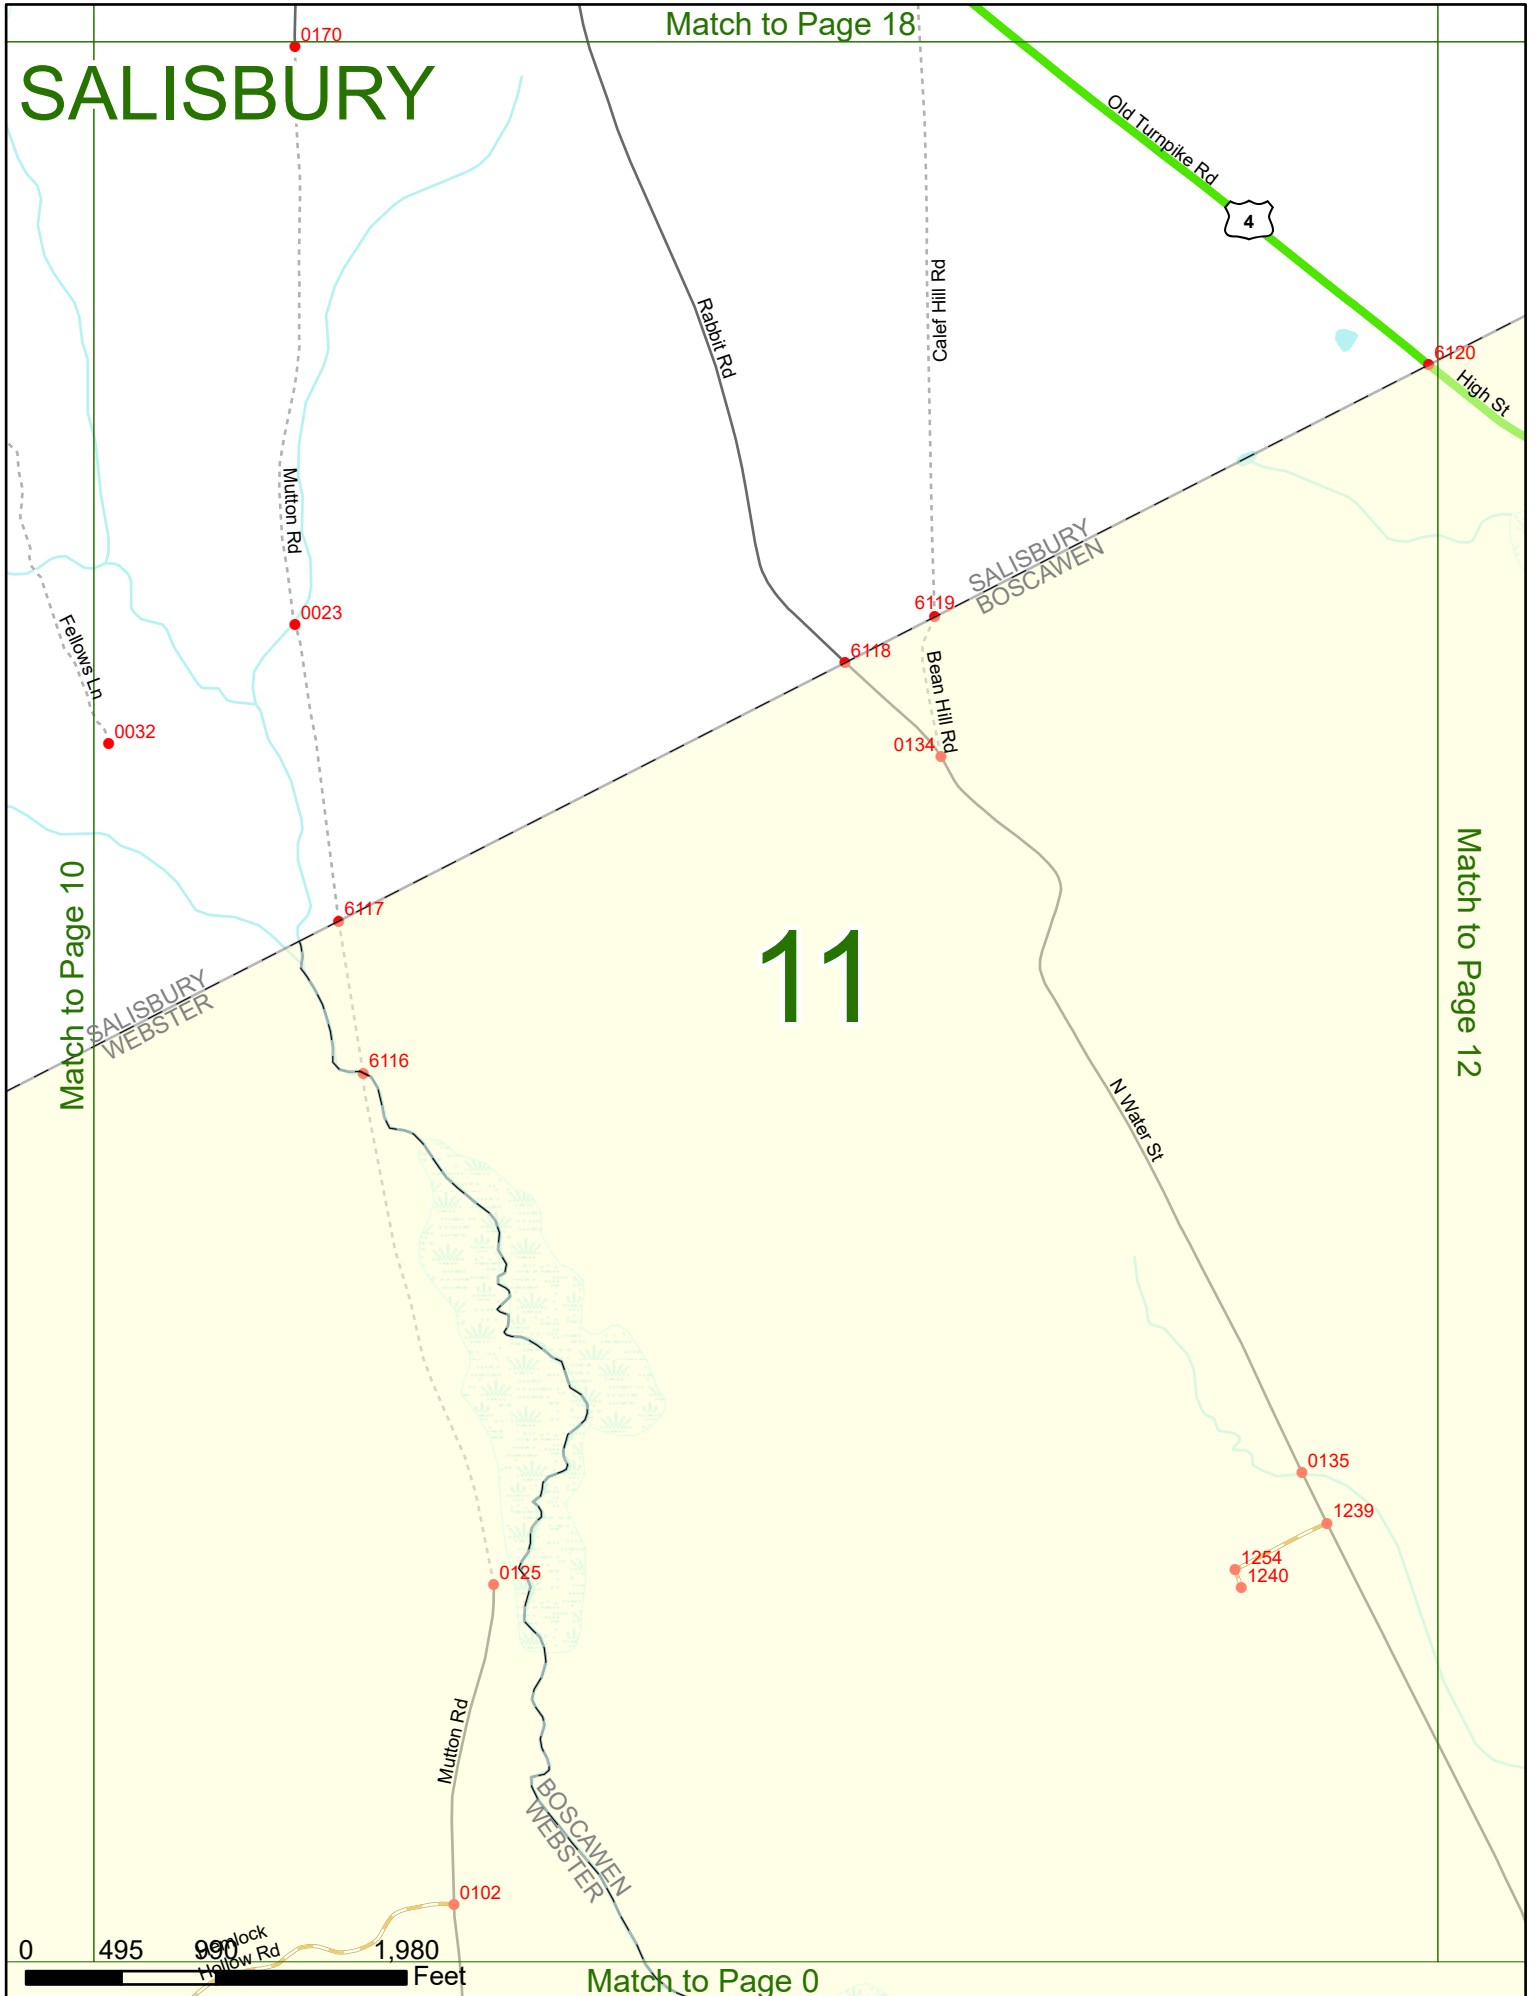 Match to Page 18
0170
SALISBURY
Old Turnpike Rd
4
Calef Hill Rd
Rabbit Rd
6120
High St
Mutton Rd
SALISBURY
BOSCAWEN
6119
0023
Fellows Ln
6118
Bean Hill Rd
0032
0134
Match to Page 10
Match to Page 12
6117
11
SALISBURY
WEBSTER
6116
N Water St
0135
1239
1254
1240
0125
Mutton Rd
BOSCAWEN
WEBSTER
0102
Hemlock
Hollow Rd
0 495 990 1,980
Feet
Match to Page 0